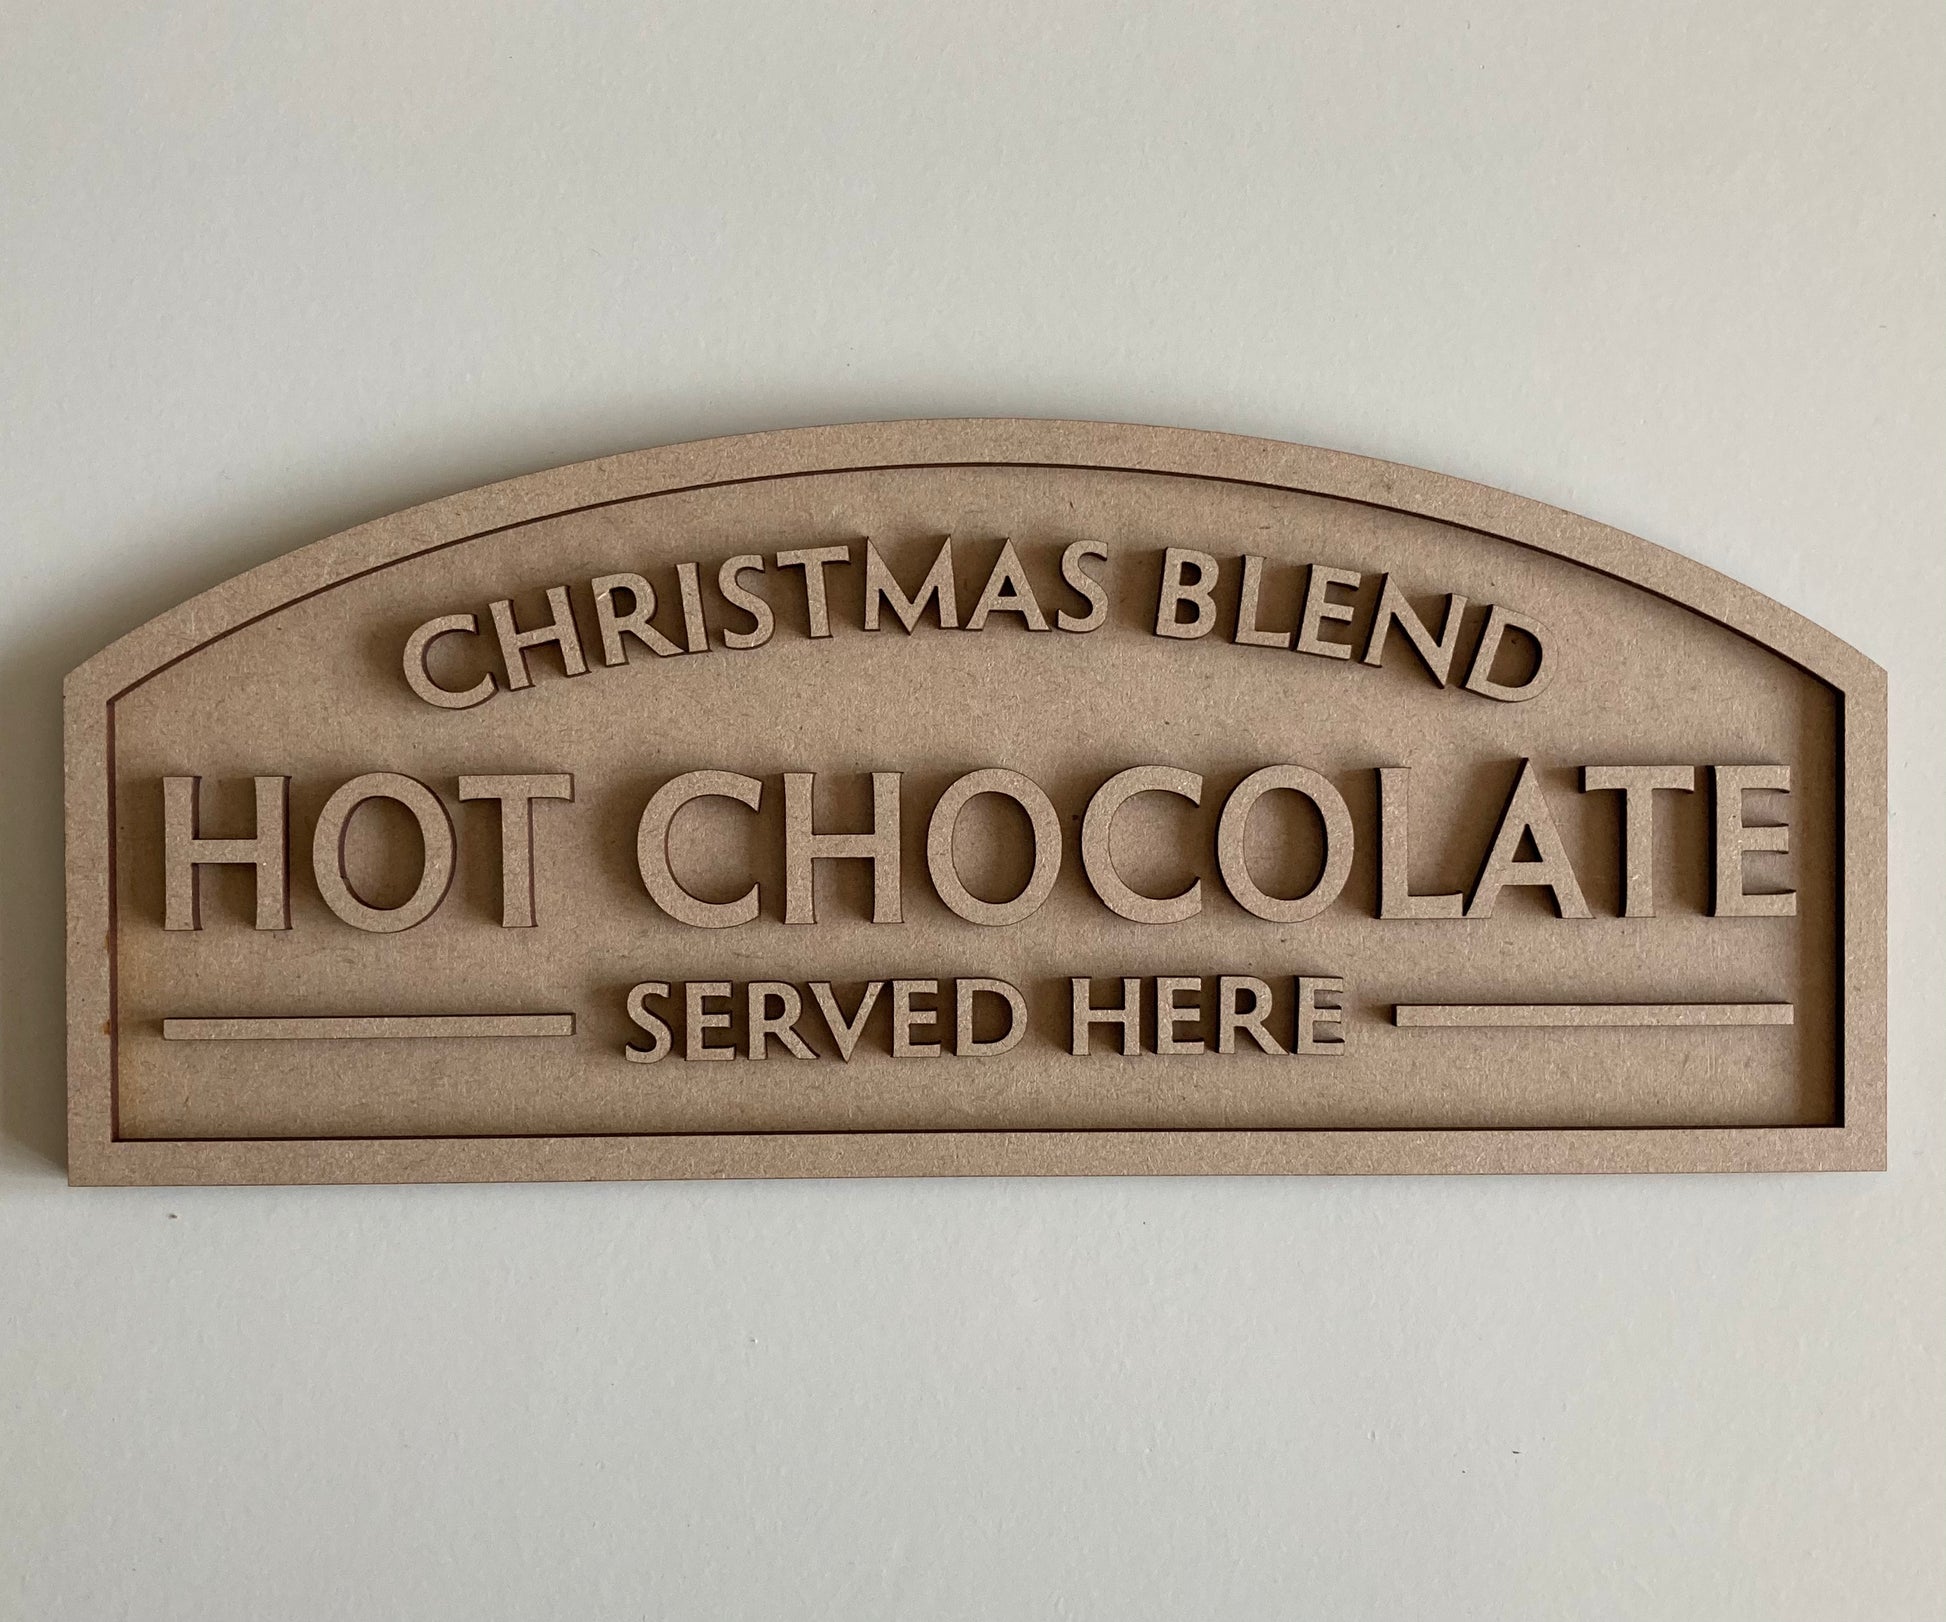 CHRISTMAS BLEND
HOT CHOCOLATE
SERVED HERE